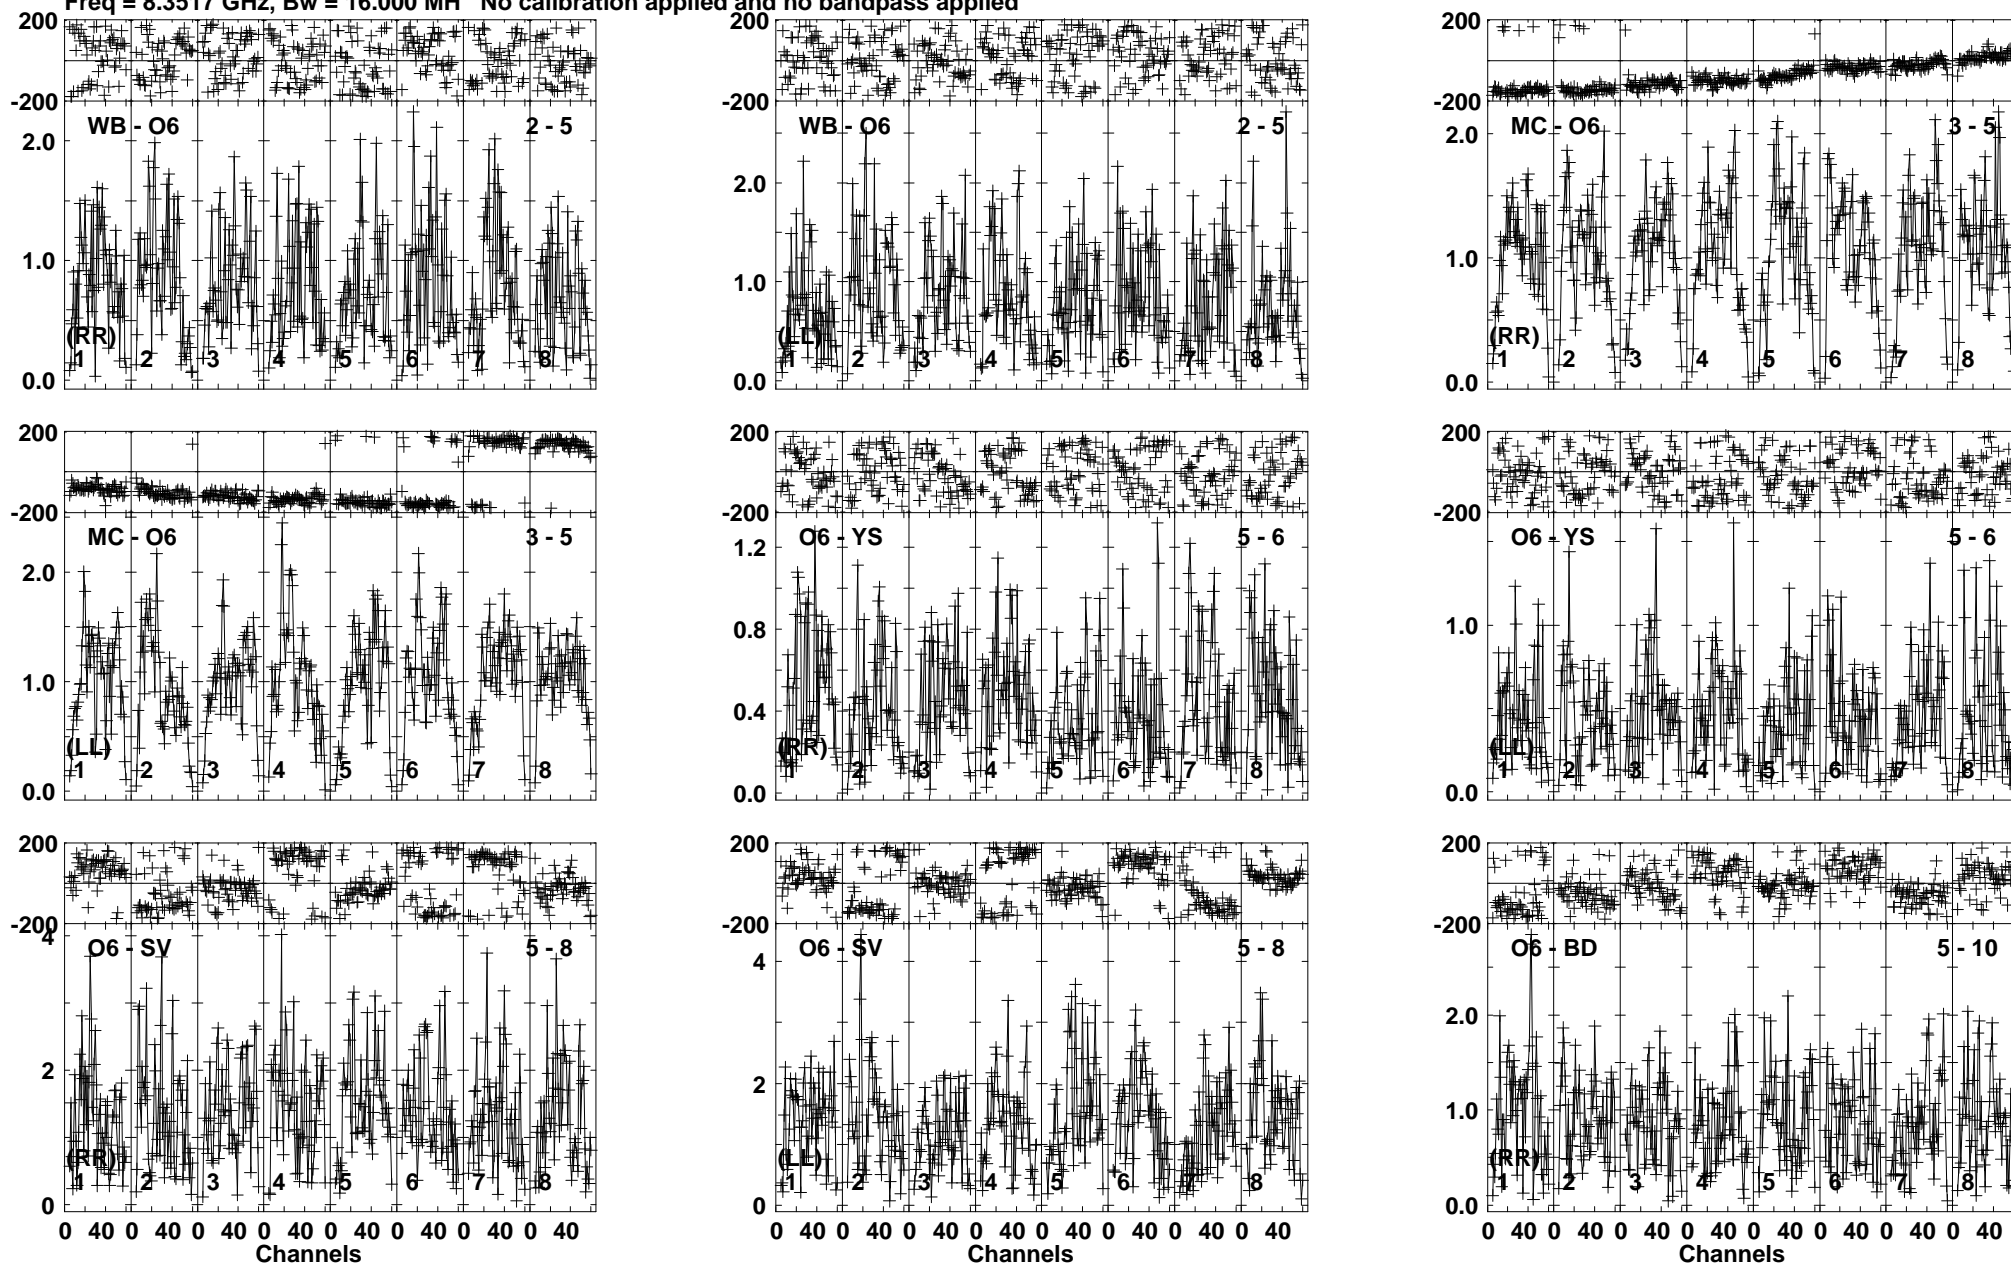 Freq = 8.3517 GHz, Bw = 16.000 MH No calibration applied and no bandpass applied
200
-200
WB - O6 2 - 5
2.0
1.0
0.0
(RR)
1 2 3 4 5 6 7 8
200
-200
WB - O6 2 - 5
2.0
1.0
0.0
(LL)
1 2 3 4 5 6 7 8
200
-200
MC - O6 3 - 5
2.0
1.0
0.0
(RR)
1 2 3 4 5 6 7 8
200
-200
MC - O6 3 - 5
2.0
1.0
0.0
(LL)
1 2 3 4 5 6 7 8
200
-200
O6 - YS 5 - 6
1.2
0.8
0.4
0.0
(RR)
1 2 3 4 5 6 7 8
200
-200
O6 - YS 5 - 6
1.0
0.0
(LL)
1 2 3 4 5 6 7 8
200
-200
O6 - SV 5 - 8
4
2
0
(RR)
1 2 3 4 5 6 7 8
0 40 0 40 0 40 0 40 0 40 0 40 0 40 0 40
Channels
200
-200
O6 - SV 5 - 8
4
2
0
(LL)
1 2 3 4 5 6 7 8
0 40 0 40 0 40 0 40 0 40 0 40 0 40 0 40
Channels
200
-200
O6 - BD 5 - 10
2.0
1.0
0.0
(RR)
1 2 3 4 5 6 7 8
0 40 0 40 0 40 0 40 0 40 0 40 0 40 0 40
Channels